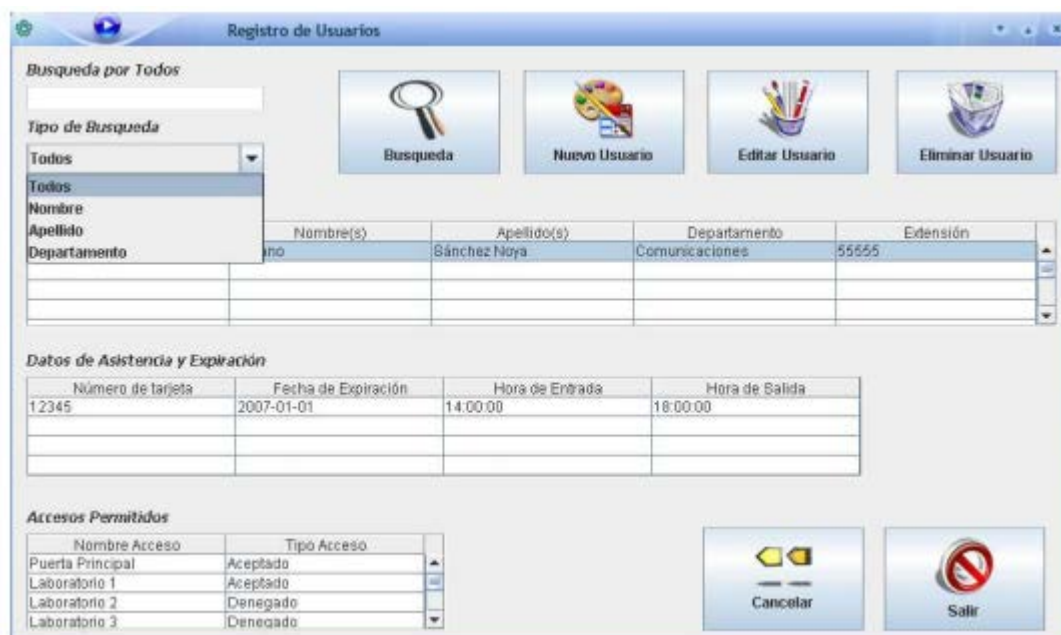 Registro de Usuarios
Busqueda por Todos
Tipo de Busqueda
Todos
Todos
Nombre
Apellido
Departamento
Busqueda
Nuevo Usuario
Editar Usuario
Eliminar Usuario
Nombre(s) Apellido(s) Departamento Extensión
Sánchez Noya Comunicaciones 55555
Datos de Asistencia y Expiración
Número de tarjeta Fecha de Expiración Hora de Entrada Hora de Salida
12345 2007-01-01 14:00:00 18:00:00
Accesos Permitidos
Nombre Acceso Tipo Acceso
Puerta Principal Aceptado
Laboratorio 1 Aceptado
Laboratorio 2 Denegado
Laboratorio 3 Denegado
Cancelar
Salir